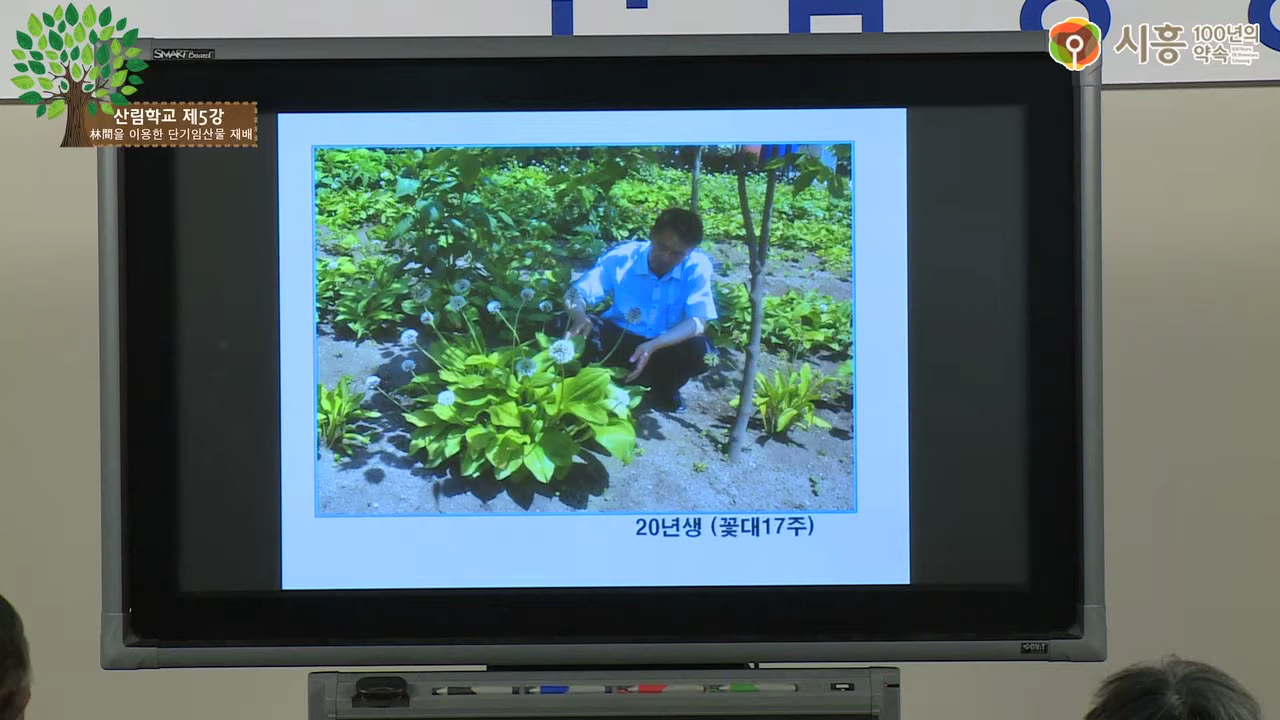 SMART Board
산림학교 제5강
林間을 이용한 단기임산물 재배
시흥 100년의
약속
20년생 (꽃대17주)